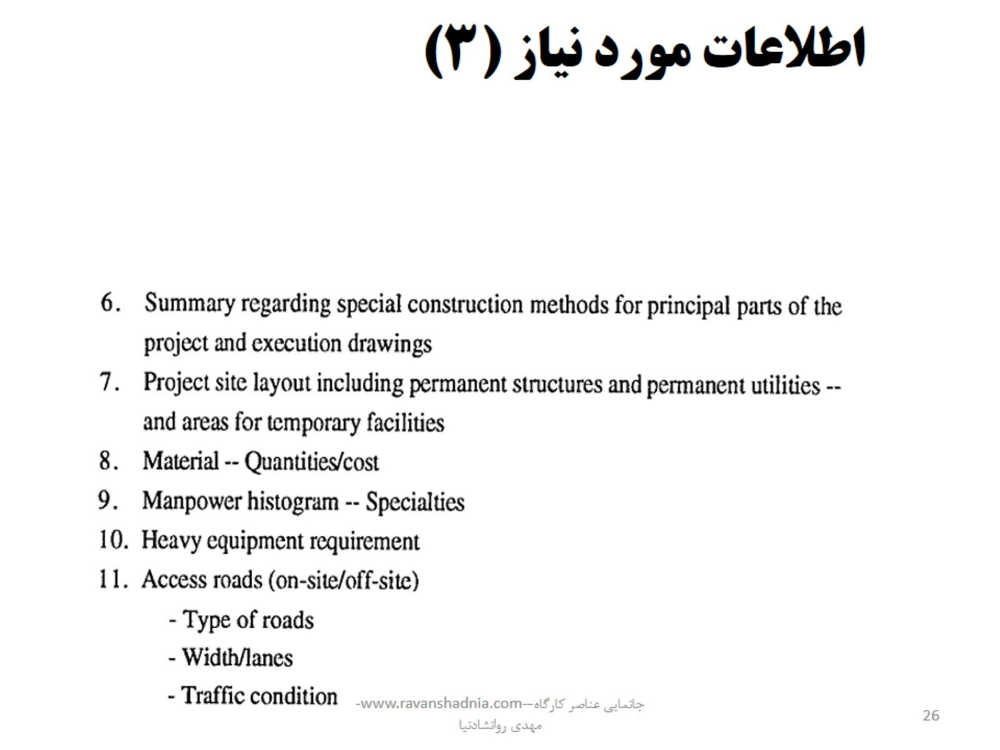 اطلاعات مورد نیاز (۳)
6. Summary regarding special construction methods for principal parts of the
project and execution drawings
7. Project site layout including permanent structures and permanent utilities --
and areas for temporary facilities
8. Material -- Quantities/cost
9. Manpower histogram -- Specialties
10. Heavy equipment requirement
11. Access roads (on-site/off-site)
- Type of roads
- Width/lanes
- Traffic condition
جانمایی عناصر کارگاه--www.ravanshadnia.com-
مهدی روانشادنیا
26